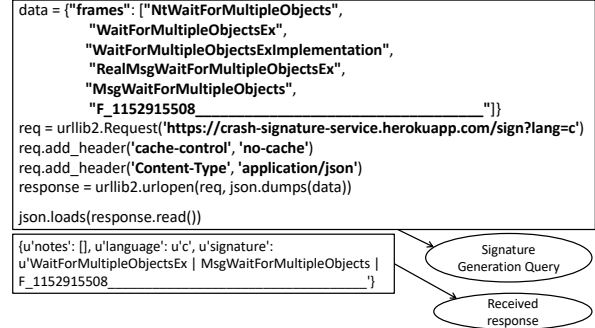 data = {"frames": ["NtWaitForMultipleObjects",
"WaitForMultipleObjectsEx",
"WaitForMultipleObjectsExImplementation",
"RealMsgWaitForMultipleObjectsEx",
"MsgWaitForMultipleObjects",
"F_1152915508___________________________________"]}
req = urllib2.Request('https://crash-signature-service.herokuapp.com/sign?lang=c')
req.add_header('cache-control', 'no-cache')
req.add_header('Content-Type', 'application/json')
response = urllib2.urlopen(req, json.dumps(data))
json.loads(response.read())
{u'notes': [], u'language': u'c', u'signature':
u'WaitForMultipleObjectsEx | MsgWaitForMultipleObjects |
F_1152915508___________________________________'}
Signature
Generation Query
Received
response